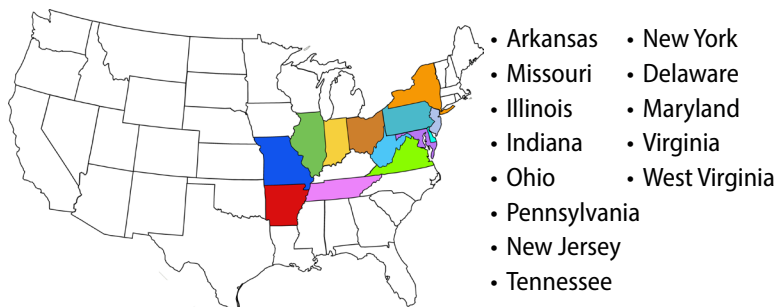 • Arkansas
• Missouri
• Illinois
• Indiana
• Ohio
• Pennsylvania
• New Jersey
• Tennessee
• New York
• Delaware
• Maryland
• Virginia
• West Virginia